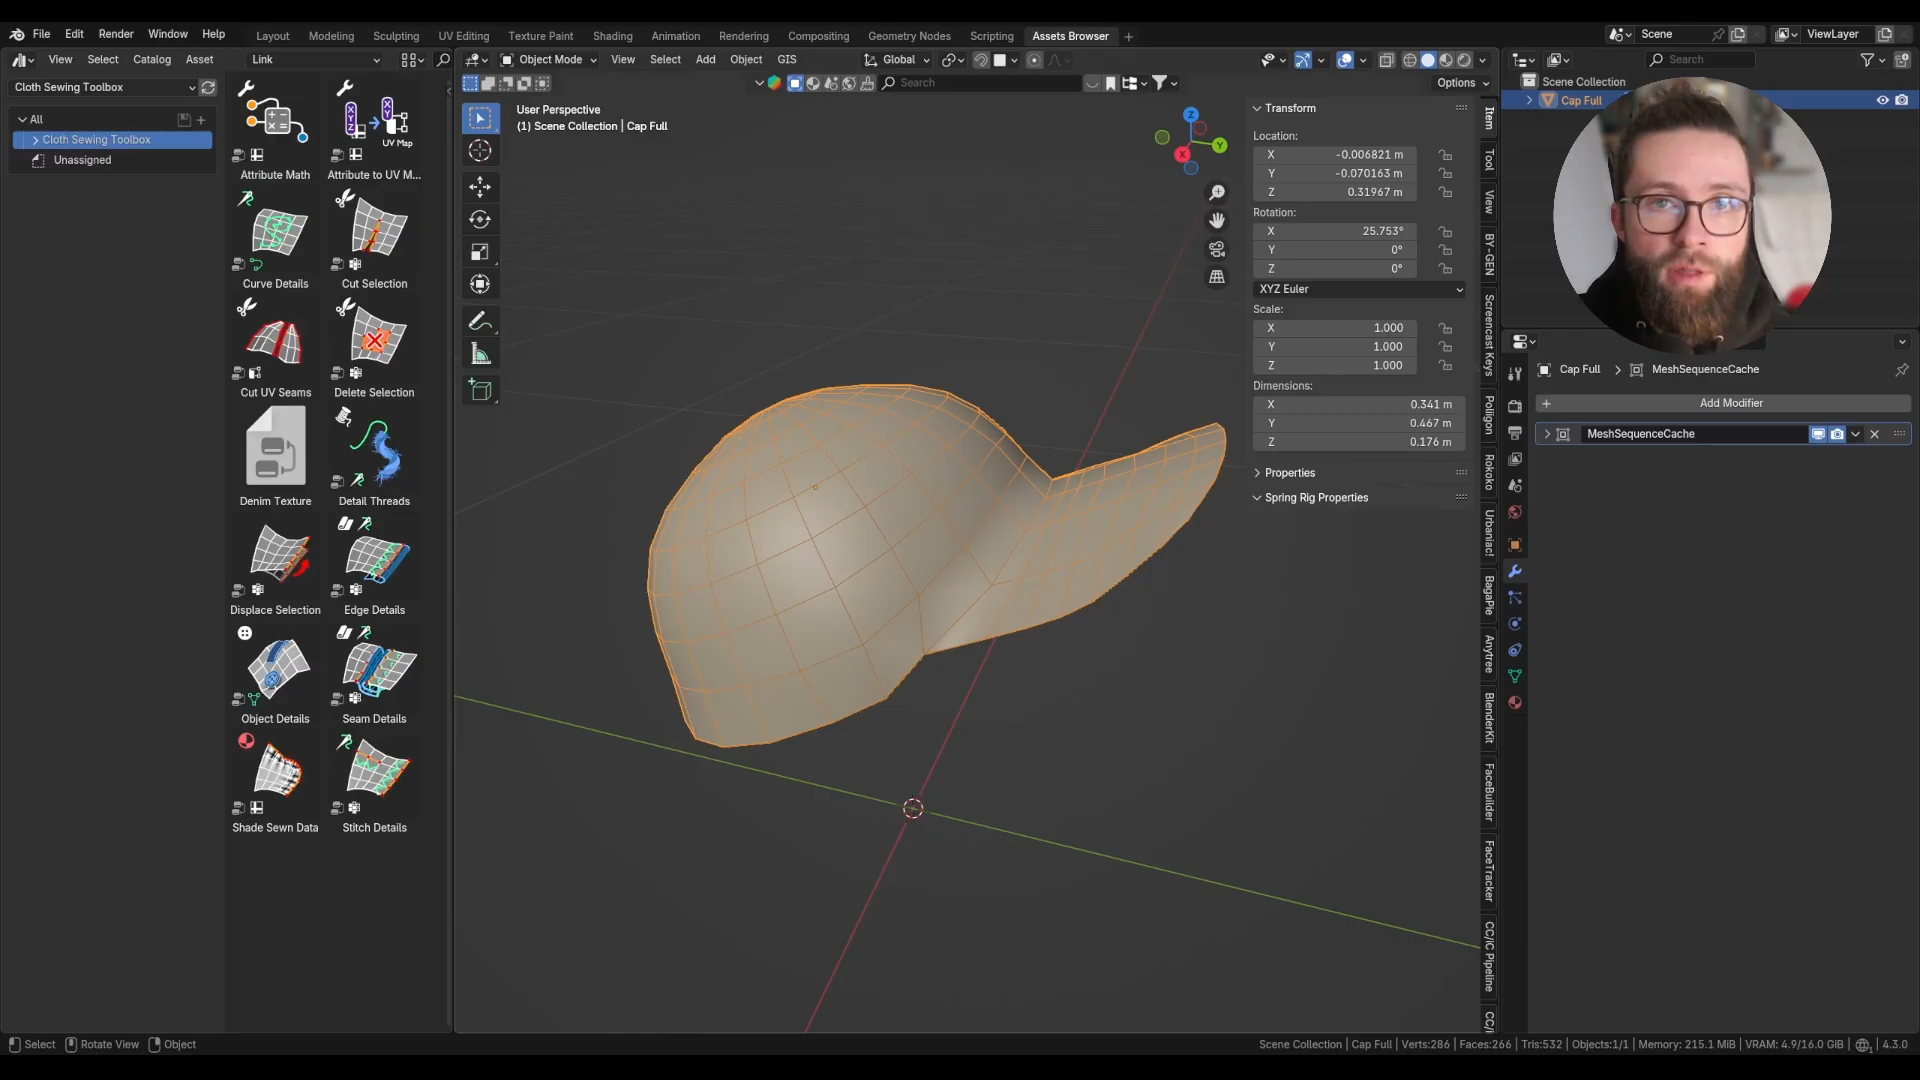 File Edit Render Window Help Layout Modeling Sculpting UV Editing Texture Paint Shading Animation Rendering Compositing Geometry Nodes Scripting Assets Browser + Scene ViewLayer
View Select Catalog Asset Link Object Mode View Select Add Object GIS Global Search
Cloth Sewing Toolbox Search Options
All
Cloth Sewing Toolbox
Unassigned
UV Map
Attribute Math Attribute to UV M...
Curve Details Cut Selection
Cut UV Seams Delete Selection
Denim Texture Detail Threads
Displace Selection Edge Details
Object Details Seam Details
Shade Sewn Data Stitch Details
User Perspective
(1) Scene Collection | Cap Full
Z
Y
X
Transform
Location:
X -0.006821 m
Y -0.070163 m
Z 0.31967 m
Rotation:
X 25.753°
Y 0°
Z 0°
XYZ Euler
Scale:
X 1.000
Y 1.000
Z 1.000
Dimensions:
X 0.341 m
Y 0.467 m
Z 0.176 m
Properties
Spring Rig Properties
Item
Tool
View
BY-GEN
Screencast Keys
Poliigon
Rokoko
Urbaniac!
BagaPie
Anytree
BlenderKit
FaceBuilder
FaceTracker
CC/iC Pipeline
CC/i
Scene Collection
Cap Full
Cap Full > MeshSequenceCache
+ Add Modifier
MeshSequenceCache
Select Rotate View Object
Scene Collection | Cap Full | Verts:286 | Faces:266 | Tris:532 | Objects:1/1 | Memory: 215.1 MiB | VRAM: 4.9/16.0 GiB | 4.3.0